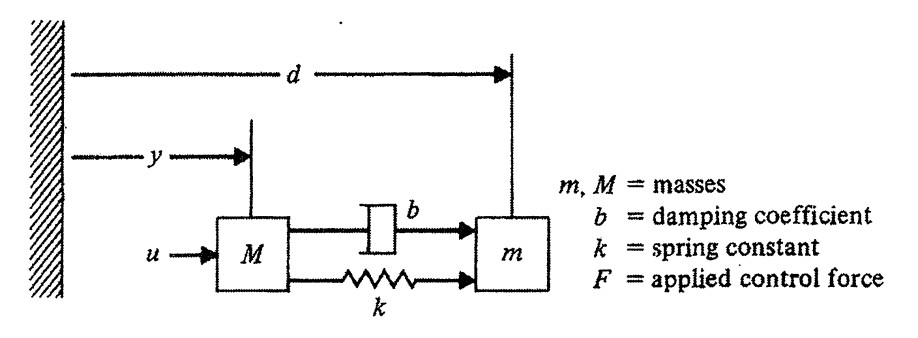 d
y
m, M = masses
b
b = damping coefficient
u
M
m
k = spring constant
k
F = applied control force